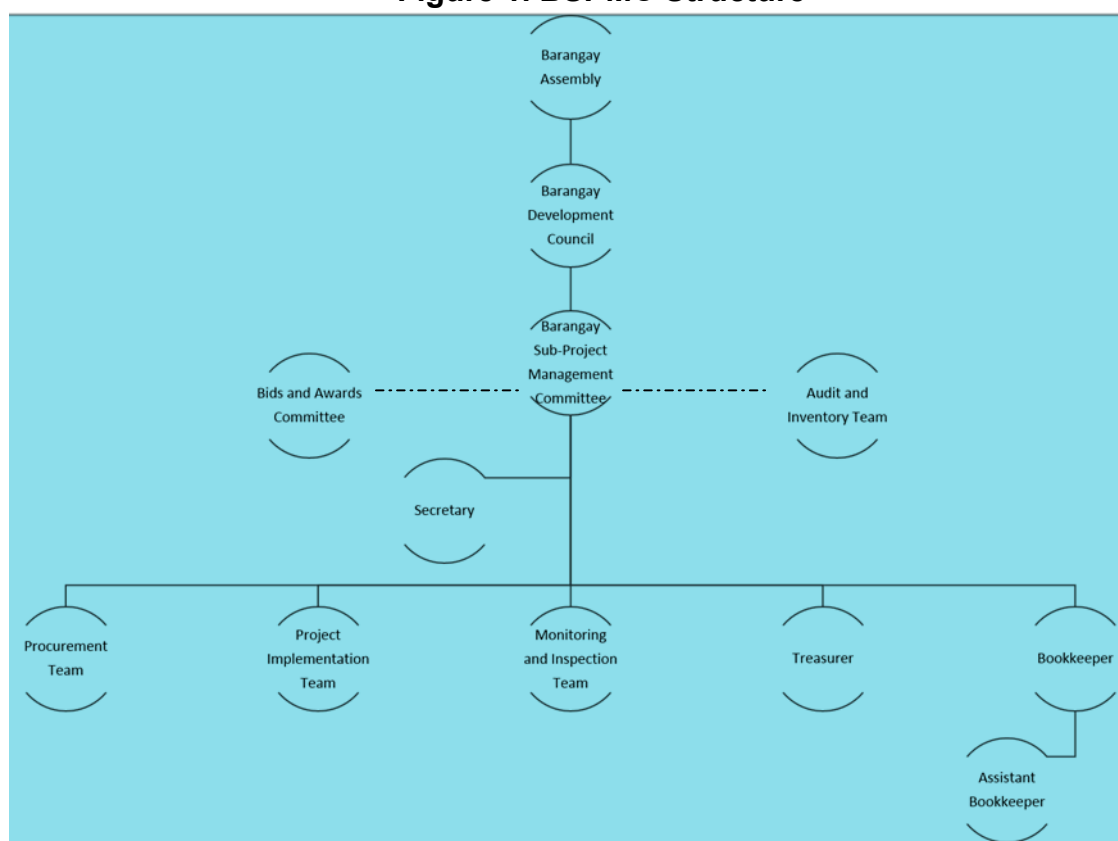 Barangay
Assembly
Barangay
Development
Council
Barangay
Sub-Project
Management
Committee
Bids and Awards
Committee
Audit and
Inventory Team
Secretary
Procurement
Team
Project
Implementation
Team
Monitoring
and Inspection
Team
Treasurer
Bookkeeper
Assistant
Bookkeeper